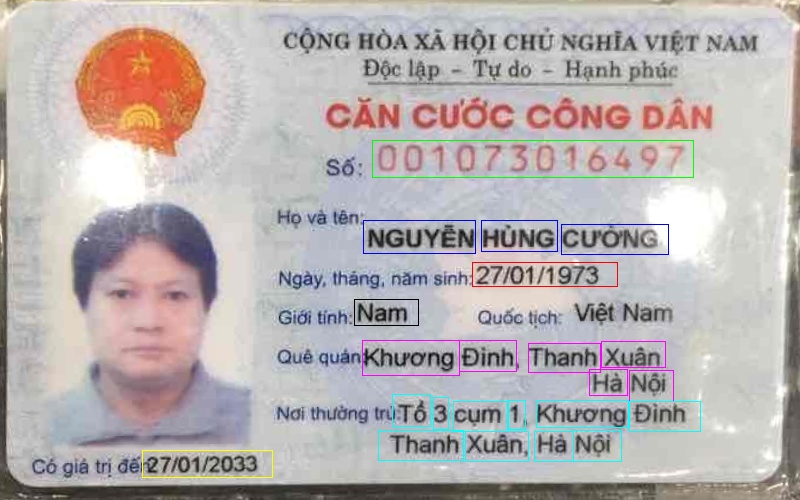 CỘNG HÒA XÃ HỘI CHỦ NGHĨA VIỆT NAM
Độc lập - Tự do - Hạnh phúc
CĂN CƯỚC CÔNG DÂN
Số: 001073016497
Họ và tên:
NGUYỄN HÙNG CƯỜNG
Ngày, tháng, năm sinh: 27/01/1973
Giới tính: Nam Quốc tịch: Việt Nam
Quê quán: Khương Đình, Thanh Xuân
Hà Nội
Nơi thường trú: Tổ 3 cụm 1, Khương Đình
Thanh Xuân, Hà Nội
Có giá trị đến 27/01/2033